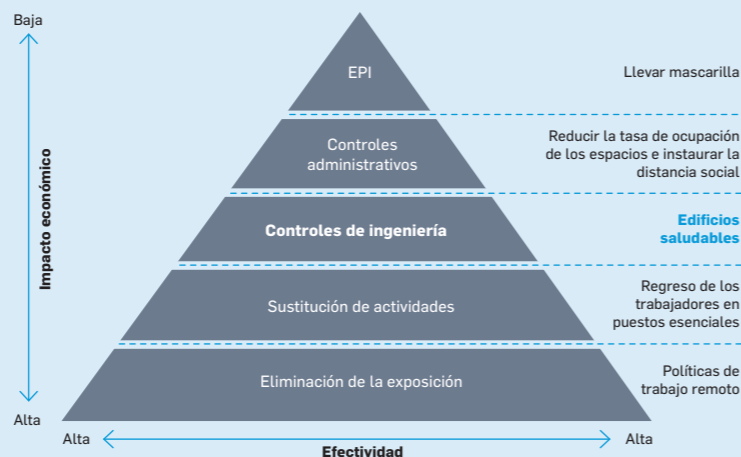 Baja
EPI
Llevar mascarilla
Controles
administrativos
Reducir la tasa de ocupación
de los espacios e instaurar la
distancia social
Impacto económico
Controles de ingeniería
Edificios
saludables
Sustitución de actividades
Regreso de los
trabajadores en
puestos esenciales
Eliminación de la exposición
Políticas de
trabajo remoto
Alta
Alta
Efectividad
Alta